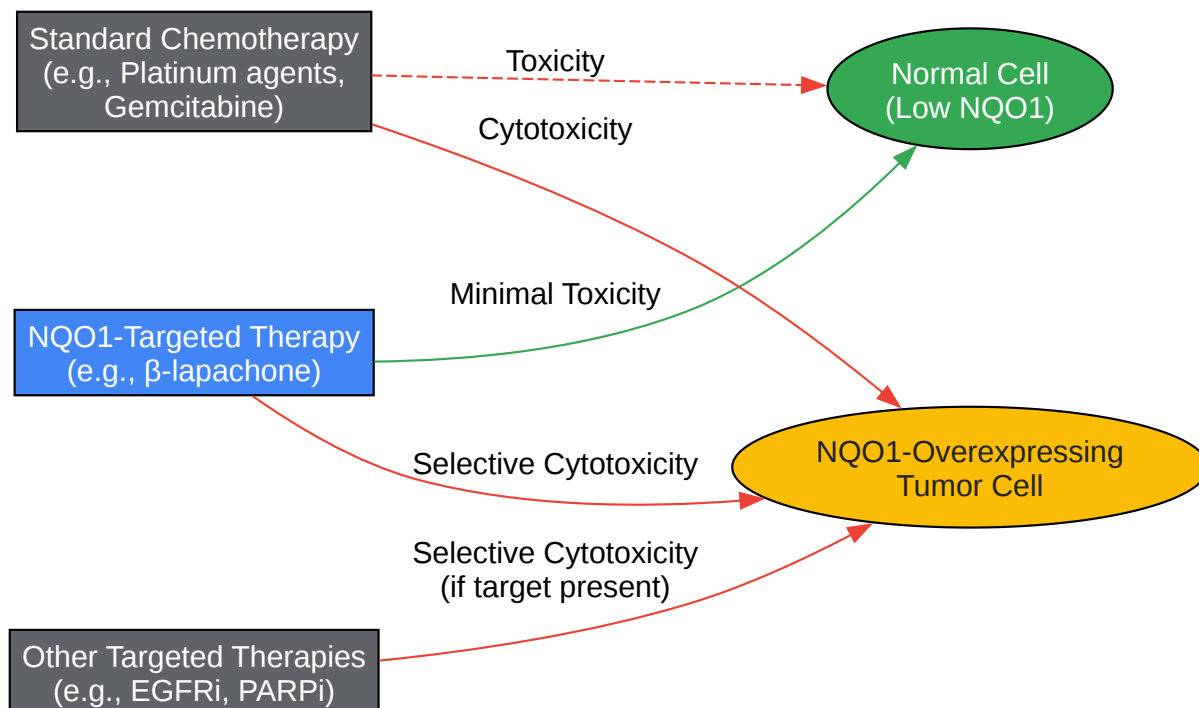 Standard Chemotherapy
(e.g., Platinum agents,
Gemcitabine)
Toxicity
Normal Cell
(Low NQO1)
Cytotoxicity
Minimal Toxicity
NQO1-Targeted Therapy
(e.g., β-lapachone)
Selective Cytotoxicity
NQO1-Overexpressing
Tumor Cell
Selective Cytotoxicity
(if target present)
Other Targeted Therapies
(e.g., EGFRi, PARPi)